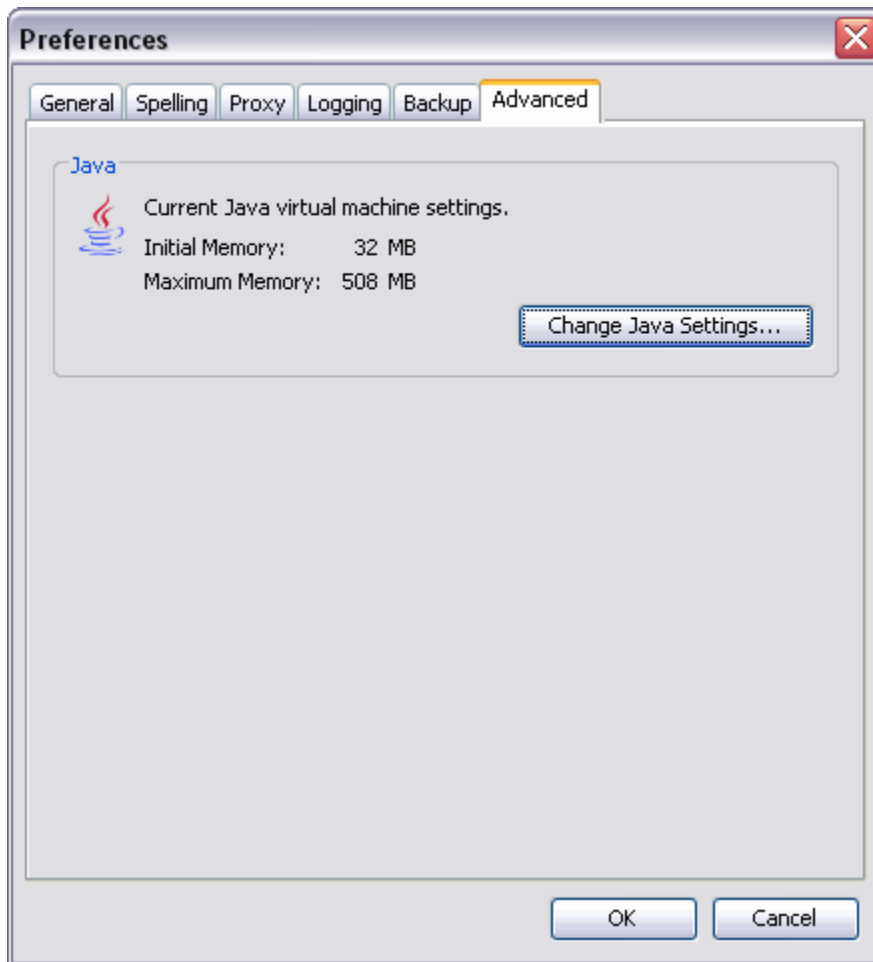 Preferences
General Spelling Proxy Logging Backup Advanced
Java
Current Java virtual machine settings.
Initial Memory: 32 MB
Maximum Memory: 508 MB
Change Java Settings...
OK Cancel